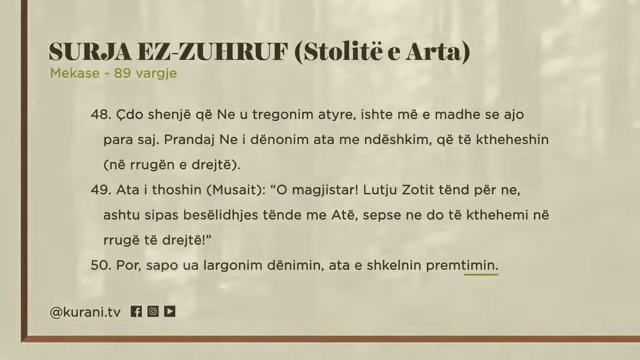 SURJA EZ-ZUHRUF (Stolitë e Arta)
Mekase - 89 vargje
48. Çdo shenjë që Ne u tregonim atyre, ishte më e madhe se ajo
para saj. Prandaj Ne i dënonim ata me ndëshkim, që të ktheheshin
(në rrugën e drejtë).
49. Ata i thoshin (Musait): “O magjistar! Lutju Zotit tënd për ne,
ashtu sipas besëlidhjes tënde me Atë, sepse ne do të kthehemi në
rrugë të drejtë!”
50. Por, sapo ua largonim dënimin, ata e shkelnin premtimin.
@kurani.tv